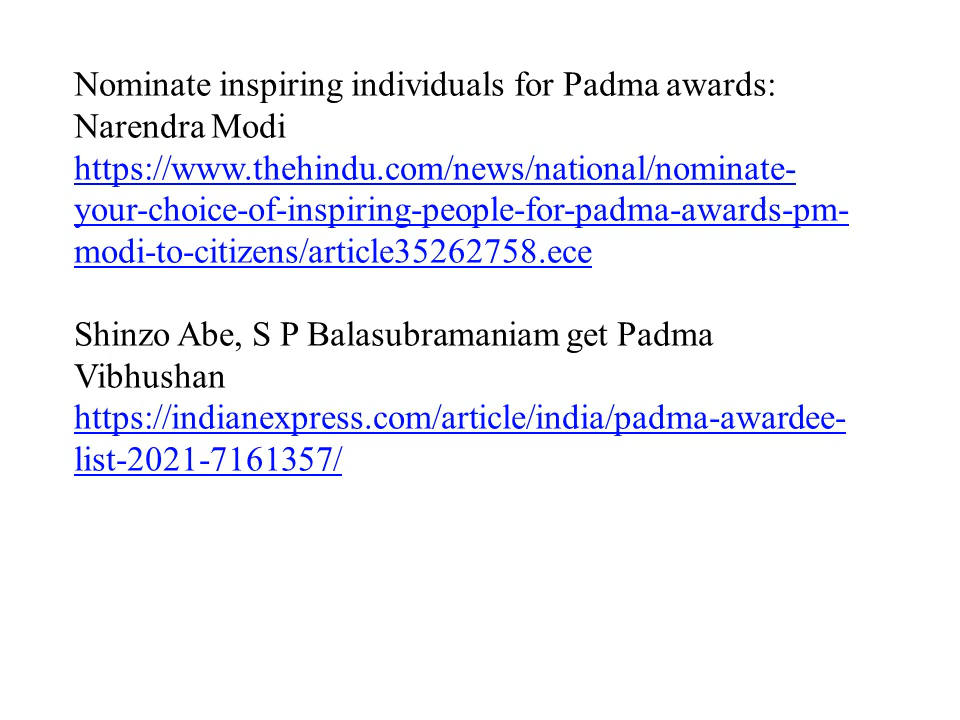 Nominate inspiring individuals for Padma awards:
Narendra Modi
https://www.thehindu.com/news/national/nominate-
your-choice-of-inspiring-people-for-padma-awards-pm-
modi-to-citizens/article35262758.ece
Shinzo Abe, S P Balasubramaniam get Padma
Vibhushan
https://indianexpress.com/article/india/padma-awardee-
list-2021-7161357/